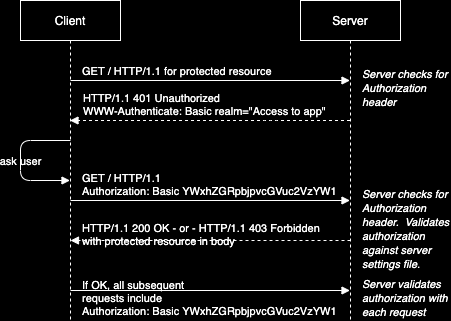 Client
Server
GET / HTTP/1.1 for protected resource
Server checks for
Authorization
header
HTTP/1.1 401 Unauthorized
WWW-Authenticate: Basic realm="Access to app"
ask user
GET / HTTP/1.1
Authorization: Basic YWxhZGRpbjpvcGVuc2VzYW1
Server checks for
Authorization
header. Validates
authorization
against server
settings file.
HTTP/1.1 200 OK - or - HTTP/1.1 403 Forbidden
with protected resource in body
If OK, all subsequent
requests include
Authorization: Basic YWxhZGRpbjpvcGVuc2VzYW1
Server validates
authorization with
each request